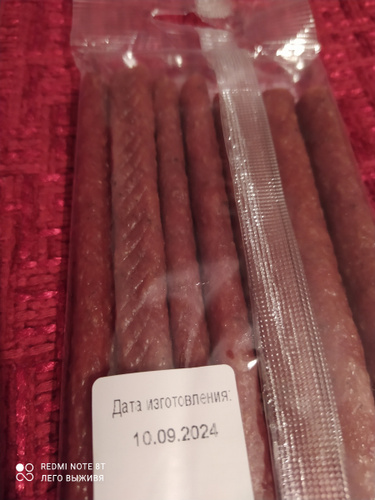 Дата изготовления:
10.09.2024
REDMI NOTE 8T
ЛЕГО ВЫЖИВЯ